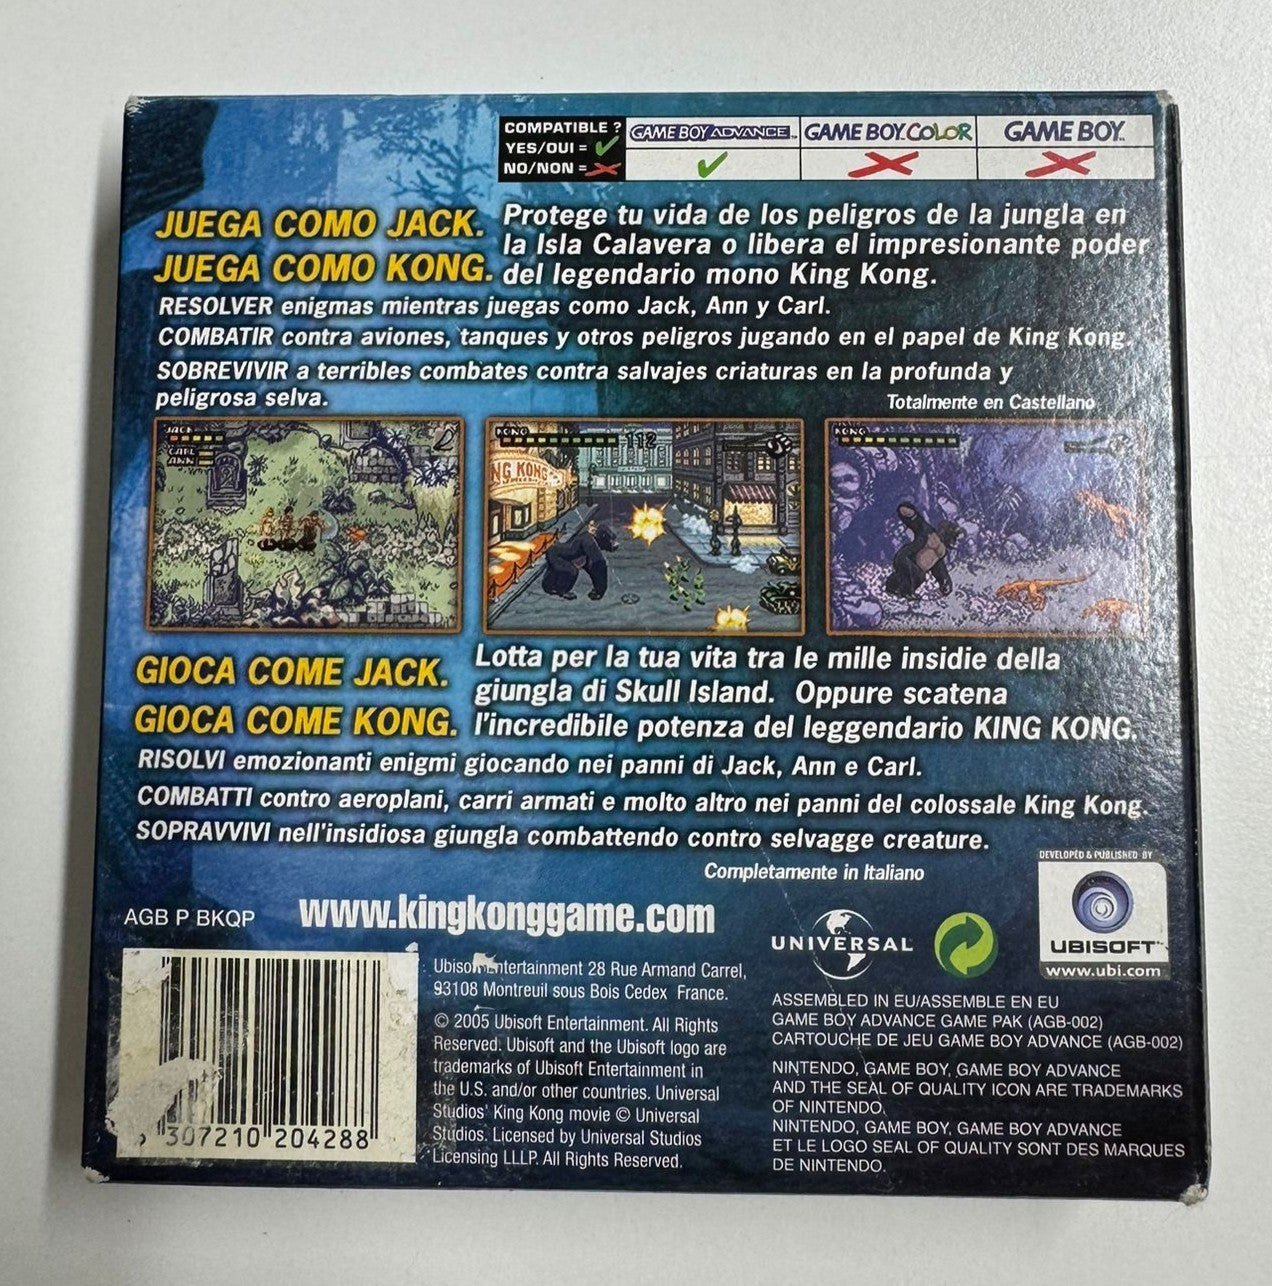 COMPATIBLE ?
YES/OUI =
NO/NON =
GAME BOY ADVANCE
GAME BOY COLOR
GAME BOY
JUEGA COMO JACK.
JUEGA COMO KONG.
Protege tu vida de los peligros de la jungla en
la Isla Calavera o libera el impresionante poder
del legendario mono King Kong.
RESOLVER enigmas mientras juegas como Jack, Ann y Carl.
COMBATIR contra aviones, tanques y otros peligros jugando en el papel de King Kong.
SOBREVIVIR a terribles combates contra salvajes criaturas en la profunda y
peligrosa selva.
Totalmente en Castellano
JACK
CARL
ANN
KONG
112
NG KONG
KONG
GIOCA COME JACK.
GIOCA COME KONG.
Lotta per la tua vita tra le mille insidie della
giungla di Skull Island. Oppure scatena
l'incredibile potenza del leggendario KING KONG.
RISOLVI emozionanti enigmi giocando nei panni di Jack, Ann e Carl.
COMBATTI contro aeroplani, carri armati e molto altro nei panni del colossale King Kong.
SOPRAVVIVI nell'insidiosa giungla combattendo contro selvagge creature.
Completamente in Italiano
AGB P BKQP
www.kingkonggame.com
UNIVERSAL
DEVELOPED & PUBLISHED BY
UBISOFT
www.ubi.com
307210 204288
Entertainment 28 Rue Armand Carrel,
93108 Montreuil sous Bois Cedex France.
© 2005 Ubisoft Entertainment. All Rights
Reserved. Ubisoft and the Ubisoft logo are
trademarks of Ubisoft Entertainment in
the U.S. and/or other countries. Universal
Studios' King Kong movie © Universal
Studios. Licensed by Universal Studios
Licensing LLLP. All Rights Reserved.
ASSEMBLED IN EU/ASSEMBLE EN EU
GAME BOY ADVANCE GAME PAK (AGB-002)
CARTOUCHE DE JEU GAME BOY ADVANCE (AGB-002)
NINTENDO, GAME BOY, GAME BOY ADVANCE
AND THE SEAL OF QUALITY ICON ARE TRADEMARKS
OF NINTENDO.
NINTENDO, GAME BOY, GAME BOY ADVANCE
ET LE LOGO SEAL OF QUALITY SONT DES MARQUES
DE NINTENDO.